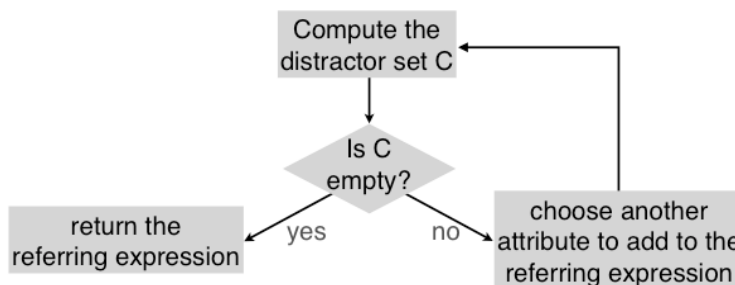 Compute the
distractor set C
Is C
empty?
return the
referring expression
yes
no
choose another
attribute to add to the
referring expression